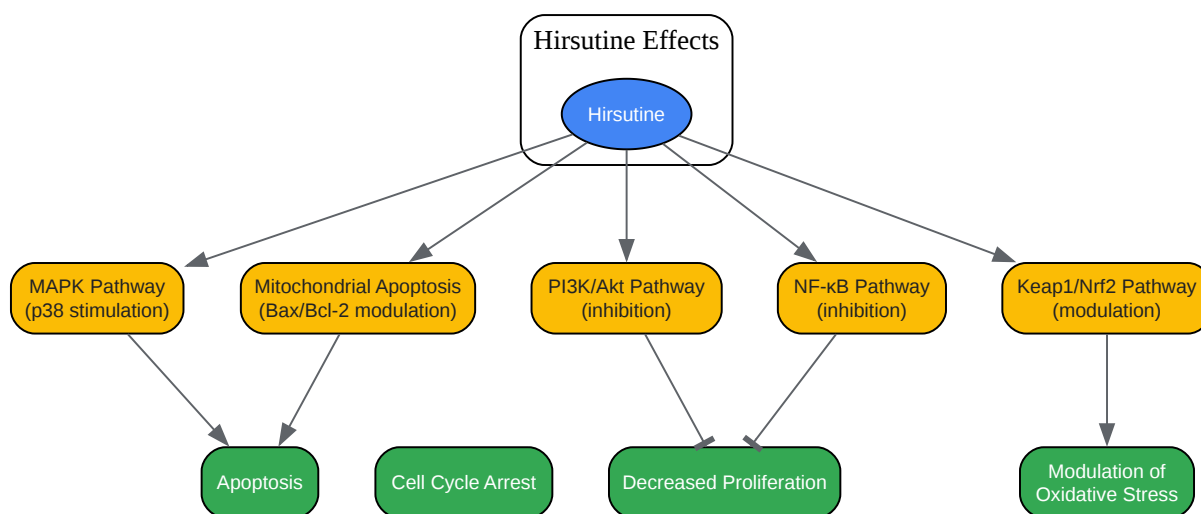 Hirsutine Effects
Hirsutine
MAPK Pathway
(p38 stimulation)
Mitochondrial Apoptosis
(Bax/Bcl-2 modulation)
PI3K/Akt Pathway
(inhibition)
NF-κB Pathway
(inhibition)
Keap1/Nrf2 Pathway
(modulation)
Apoptosis
Cell Cycle Arrest
Decreased Proliferation
Modulation of
Oxidative Stress